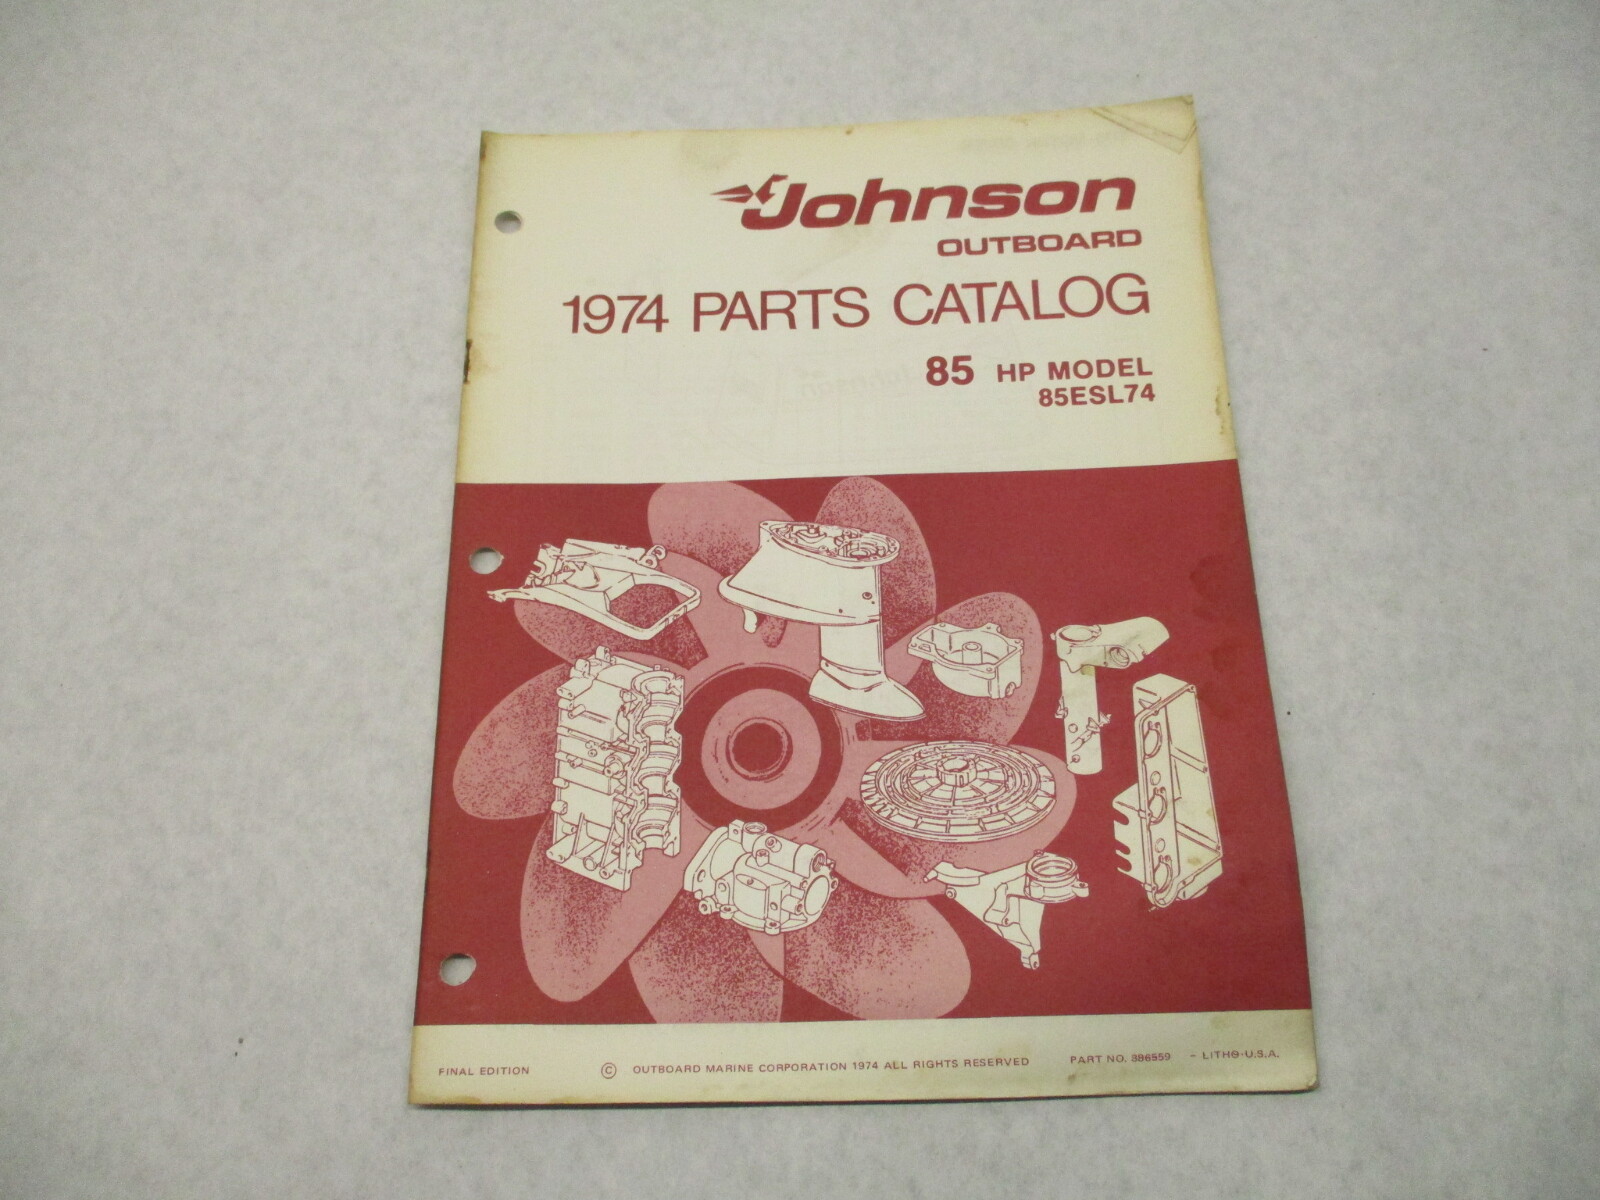 Johnson
OUTBOARD
1974 PARTS CATALOG
85 HP MODEL
85ESL74
FINAL EDITION © OUTBOARD MARINE CORPORATION 1974 ALL RIGHTS RESERVED PART NO. 386559 - LITHO-U.S.A.